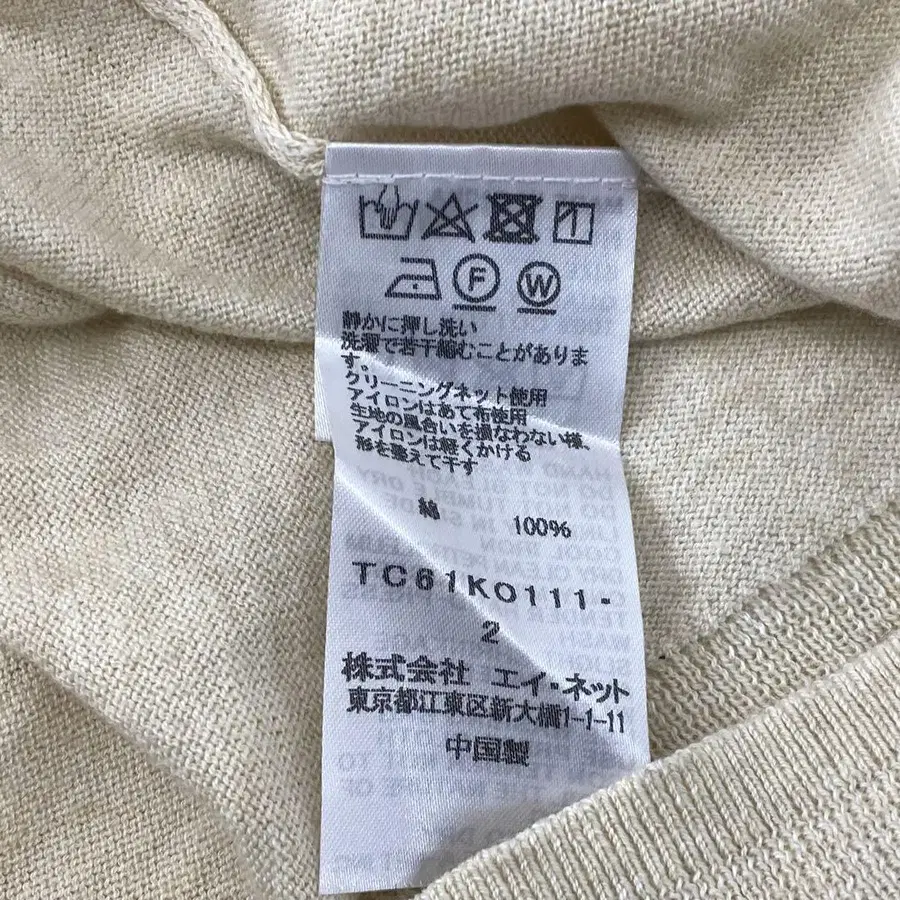 F W
静かに押し洗い
洗濯で若干縮むことがありま
す。
クリーニングネット使用
アイロンはあて布使用
生地の風合いを損なわない様、
アイロンは軽くかける
形を整えて干す
綿 100%
TC61KO111-
2
株式会社 エイ・ネット
東京都江東区新大橋1-1-11
中国製